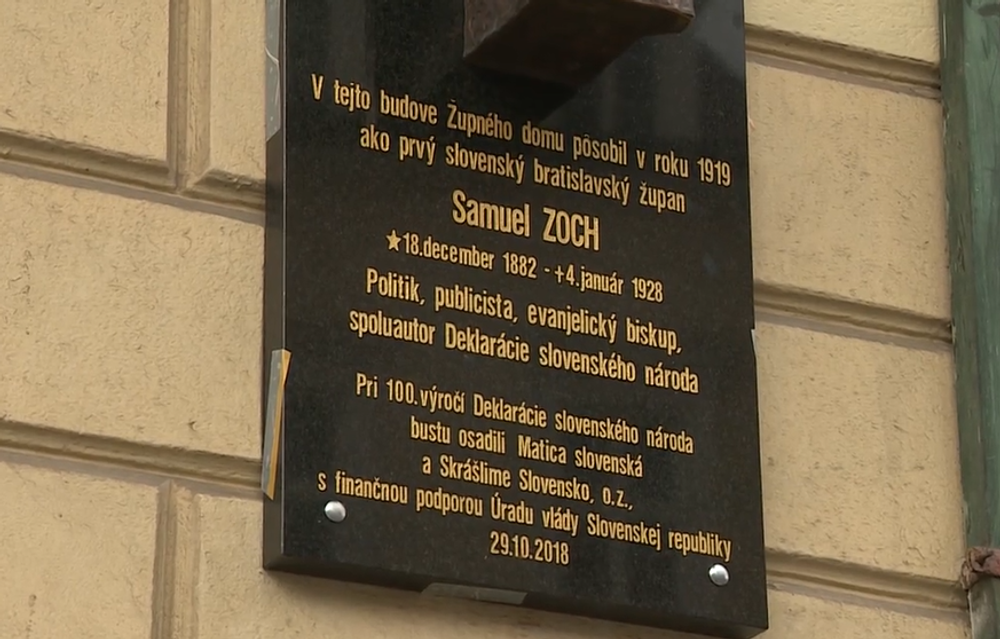 V tejto budove Župného domu pôsobil v roku 1919
ako prvý slovenský bratislavský župan
Samuel ZOCH
★18.december 1882 - +4.január 1928
Politik, publicista, evanjelický biskup,
spoluautor Deklarácie slovenského národa
Pri 100.výročí Deklarácie slovenského národa
bustu osadili Matica slovenská
a Skrášlime Slovensko, o.z.,
s finančnou podporou Úradu vlády Slovenskej republiky
29.10.2018